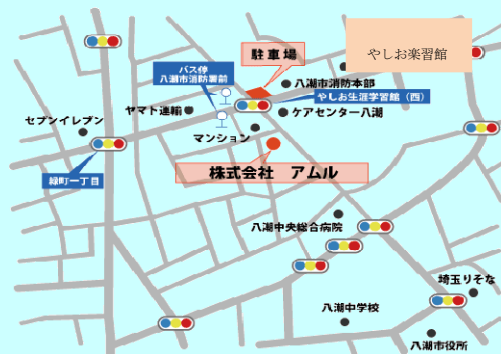 やしお楽習館
駐車場
バス停
八潮市消防署前
八潮市消防本部
やしお生涯学習館（西）
ヤマト運輸
ケアセンター八潮
セブンイレブン
マンション
株式会社 アムル
緑町一丁目
八潮中央総合病院
埼玉りそな
八潮中学校
八潮市役所